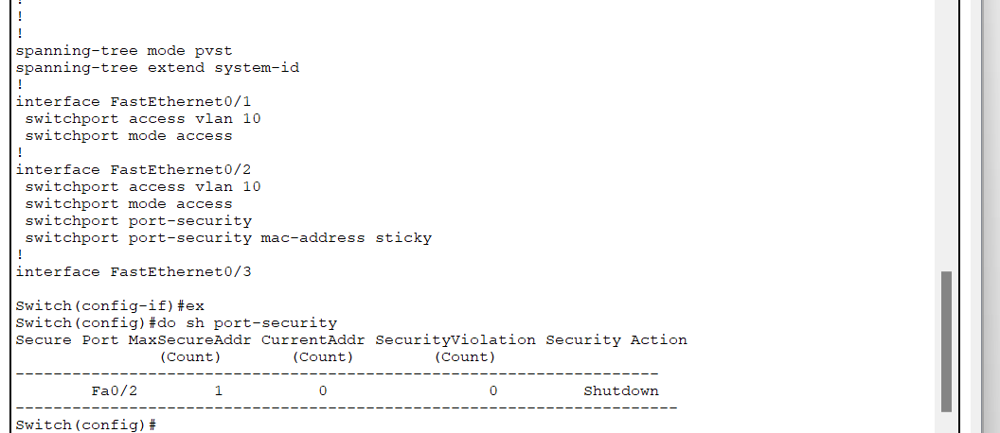 !
!
!
spanning-tree mode pvst
spanning-tree extend system-id
!
interface FastEthernet0/1
 switchport access vlan 10
 switchport mode access
!
interface FastEthernet0/2
 switchport access vlan 10
 switchport mode access
 switchport port-security
 switchport port-security mac-address sticky
!
interface FastEthernet0/3

Switch(config-if)#ex
Switch(config)#do sh port-security
Secure Port MaxSecureAddr CurrentAddr SecurityViolation Security Action
               (Count)       (Count)        (Count)
--------------------------------------------------------------------
        Fa0/2        1          0                 0         Shutdown
----------------------------------------------------------------------
Switch(config)#